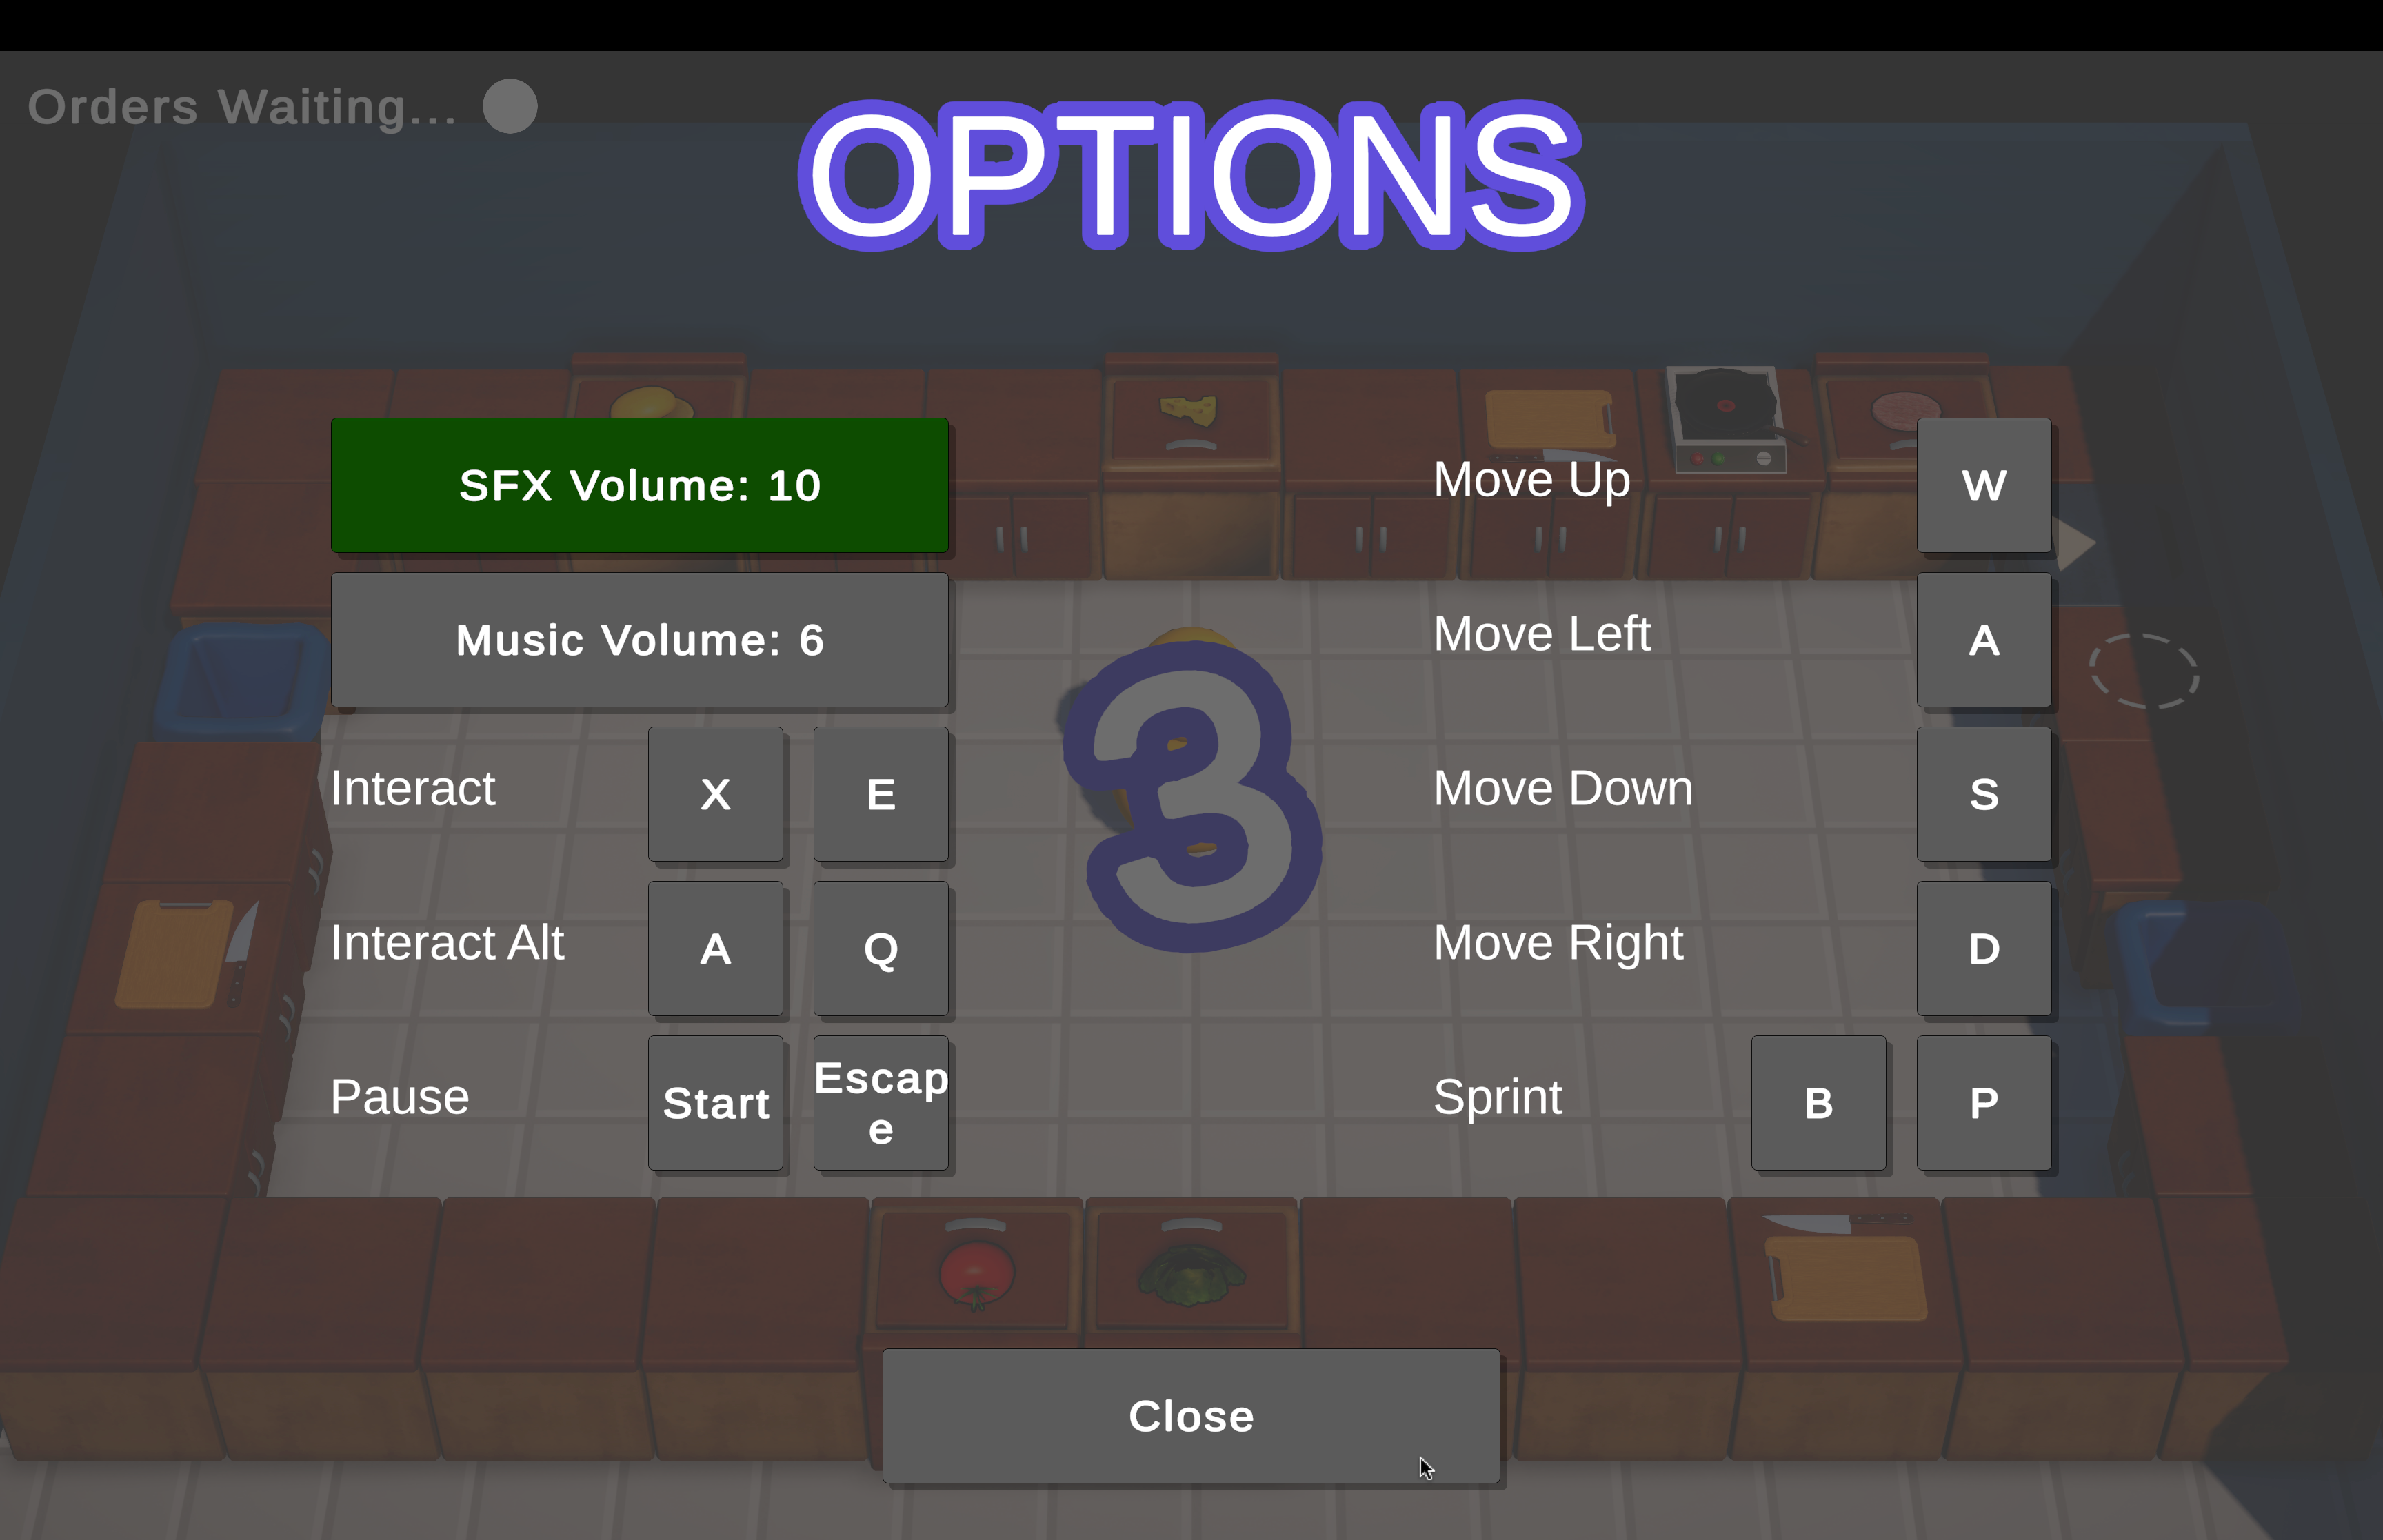 Orders Waiting...
OPTIONS
SFX Volume: 10
Music Volume: 6
Interact
X
E
Interact Alt
A
Q
Pause
Start
Escap
e
3
Move Up
W
Move Left
A
Move Down
S
Move Right
D
Sprint
B
P
Close